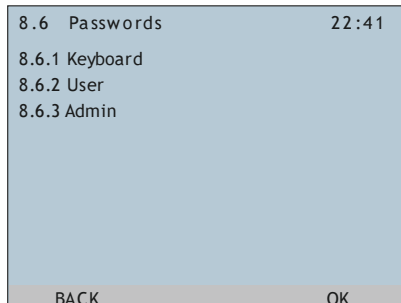 8.6 Passwords 22:41
8.6.1 Keyboard
8.6.2 User
8.6.3 Admin
BACK OK